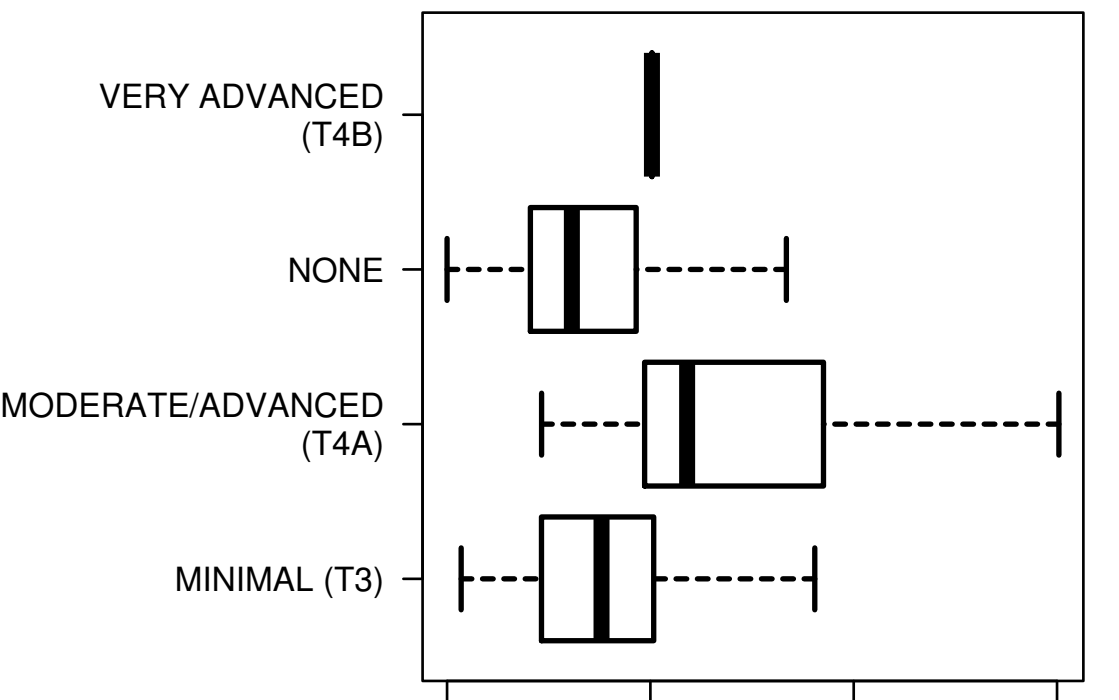 VERY ADVANCED
(T4B)
NONE
MODERATE/ADVANCED
(T4A)
MINIMAL (T3)